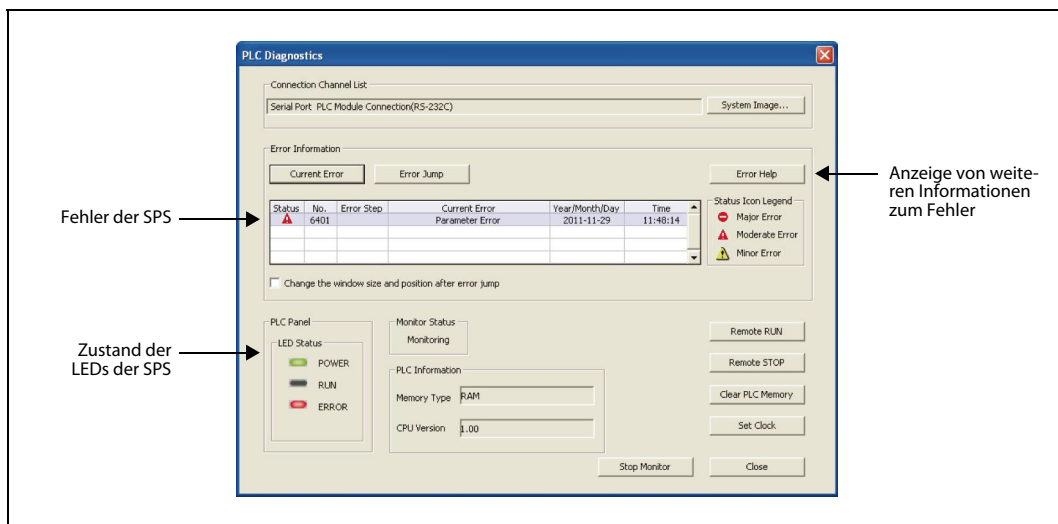 PLC Diagnostics
Connection Channel List
Serial Port PLC Module Connection(RS-232C)
System Image...
Error Information
Current Error
Error Jump
Error Help
Anzeige von weite-
ren Informationen
zum Fehler
Fehler der SPS
Status No. Error Step Current Error Year/Month/Day Time
6401 Parameter Error 2011-11-29 11:48:14
Status Icon Legend
Major Error
Moderate Error
Minor Error
Change the window size and position after error jump
Zustand der
LEDs der SPS
PLC Panel
LED Status
POWER
RUN
ERROR
Monitor Status
Monitoring
PLC Information
Memory Type RAM
CPU Version 1.00
Remote RUN
Remote STOP
Clear PLC Memory
Set Clock
Stop Monitor
Close